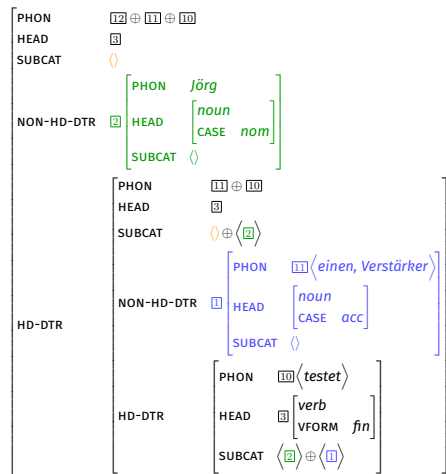 PHON 12 ⊕ 11 ⊕ 10
HEAD 3
SUBCAT ⟨⟩
PHON Jörg
NON-HD-DTR 2 HEAD noun
CASE nom
SUBCAT ⟨⟩
PHON 11 ⊕ 10
HEAD 3
SUBCAT ⟨⟩ ⊕ ⟨2⟩
PHON 11 ⟨einen, Verstärker⟩
NON-HD-DTR 1 HEAD noun
CASE acc
SUBCAT ⟨⟩
HD-DTR
PHON 10 ⟨testet⟩
HD-DTR HEAD 3 verb
VFORM fin
SUBCAT ⟨2⟩ ⊕ ⟨1⟩